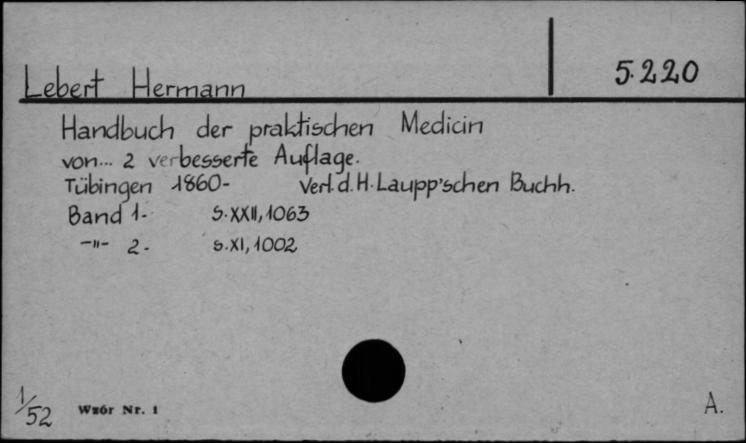 Lebert Hermann
5.220
Handbuch der praktischen Medicin
von... 2 verbesserte Auflage.
Tübingen 1860- Verl. d. H. Laupp'schen Buchh.
Band 1- S. XXII, 1063
-"- 2- S. XI, 1002
1/52
Wzór Nr. 1
A.